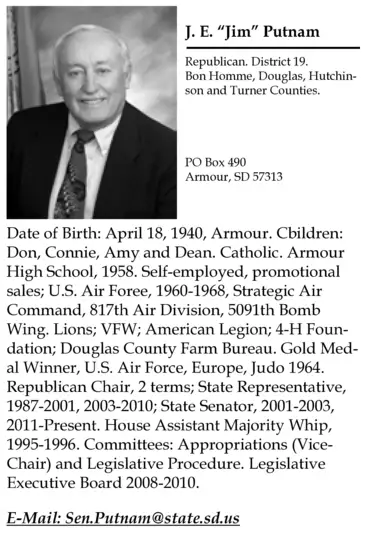 J. E. “Jim” Putnam
Republican. District 19.
Bon Homme, Douglas, Hutchin-
son and Turner Counties.
PO Box 490
Armour, SD 57313
Date of Birth: April 18, 1940, Armour. Cbildren:
Don, Connie, Amy and Dean. Catholic. Armour
High School, 1958. Self-employed, promotional
sales; U.S. Air Foree, 1960-1968, Strategic Air
Command, 817th Air Division, 5091th Bomb
Wing. Lions; VFW; American Legion; 4-H Foun-
dation; Douglas County Farm Bureau. Gold Med-
al Winner, U.S. Air Force, Europe, Judo 1964.
Republican Chair, 2 terms; State Representative,
1987-2001, 2003-2010; State Senator, 2001-2003,
2011-Present. House Assistant Majority Whip,
1995-1996. Committees: Appropriations (Vice-
Chair) and Legislative Procedure. Legislative
Executive Board 2008-2010.
E-Mail: Sen.Putnam@state.sd.us